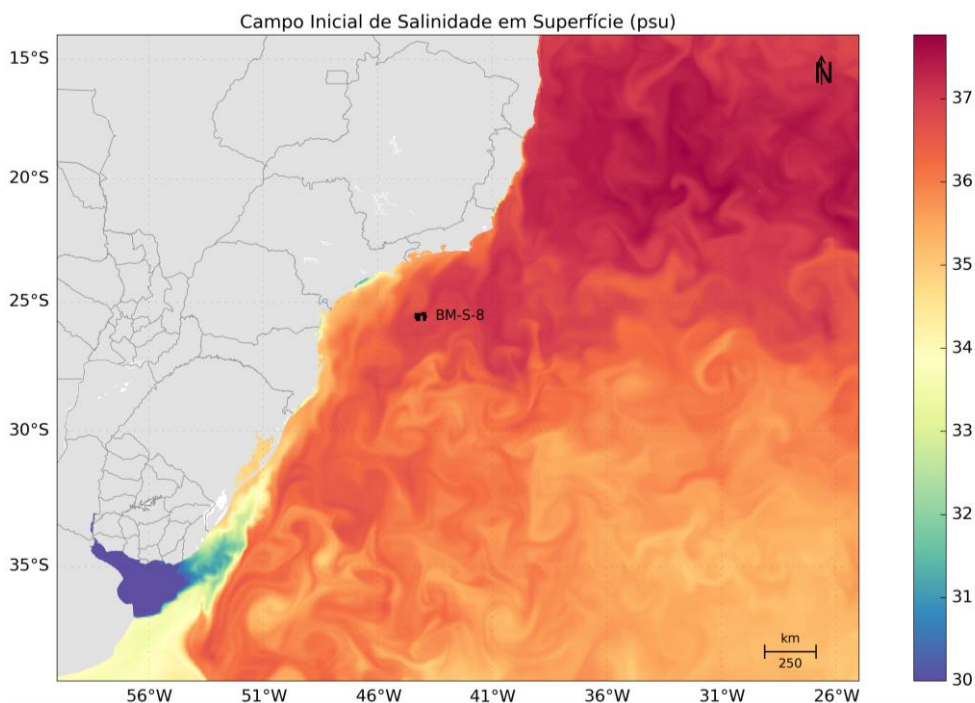 Campo Inicial de Salinidade em Superfície (psu)
15°S
20°S
25°S
30°S
35°S
N
BM-S-8
km
250
56°W
51°W
46°W
41°W
36°W
31°W
26°W
37
36
35
34
33
32
31
30